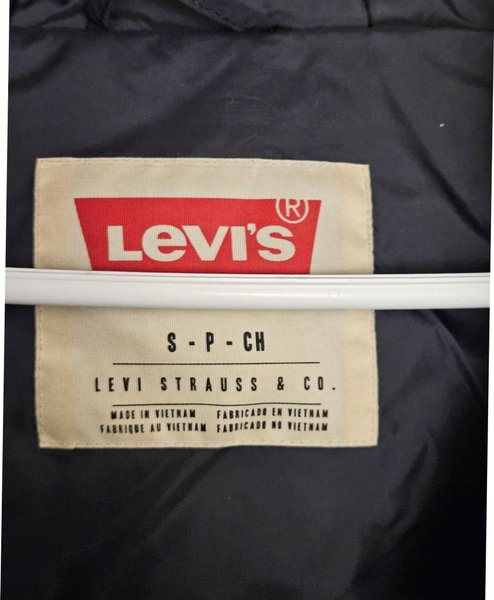 LEVI'S®
S - P - CH
LEVI STRAUSS & CO.
MADE IN VIETNAM FABRICADO EN VIETNAM
FABRIQUE AU VIETNAM FABRICADO NO VIETNAM